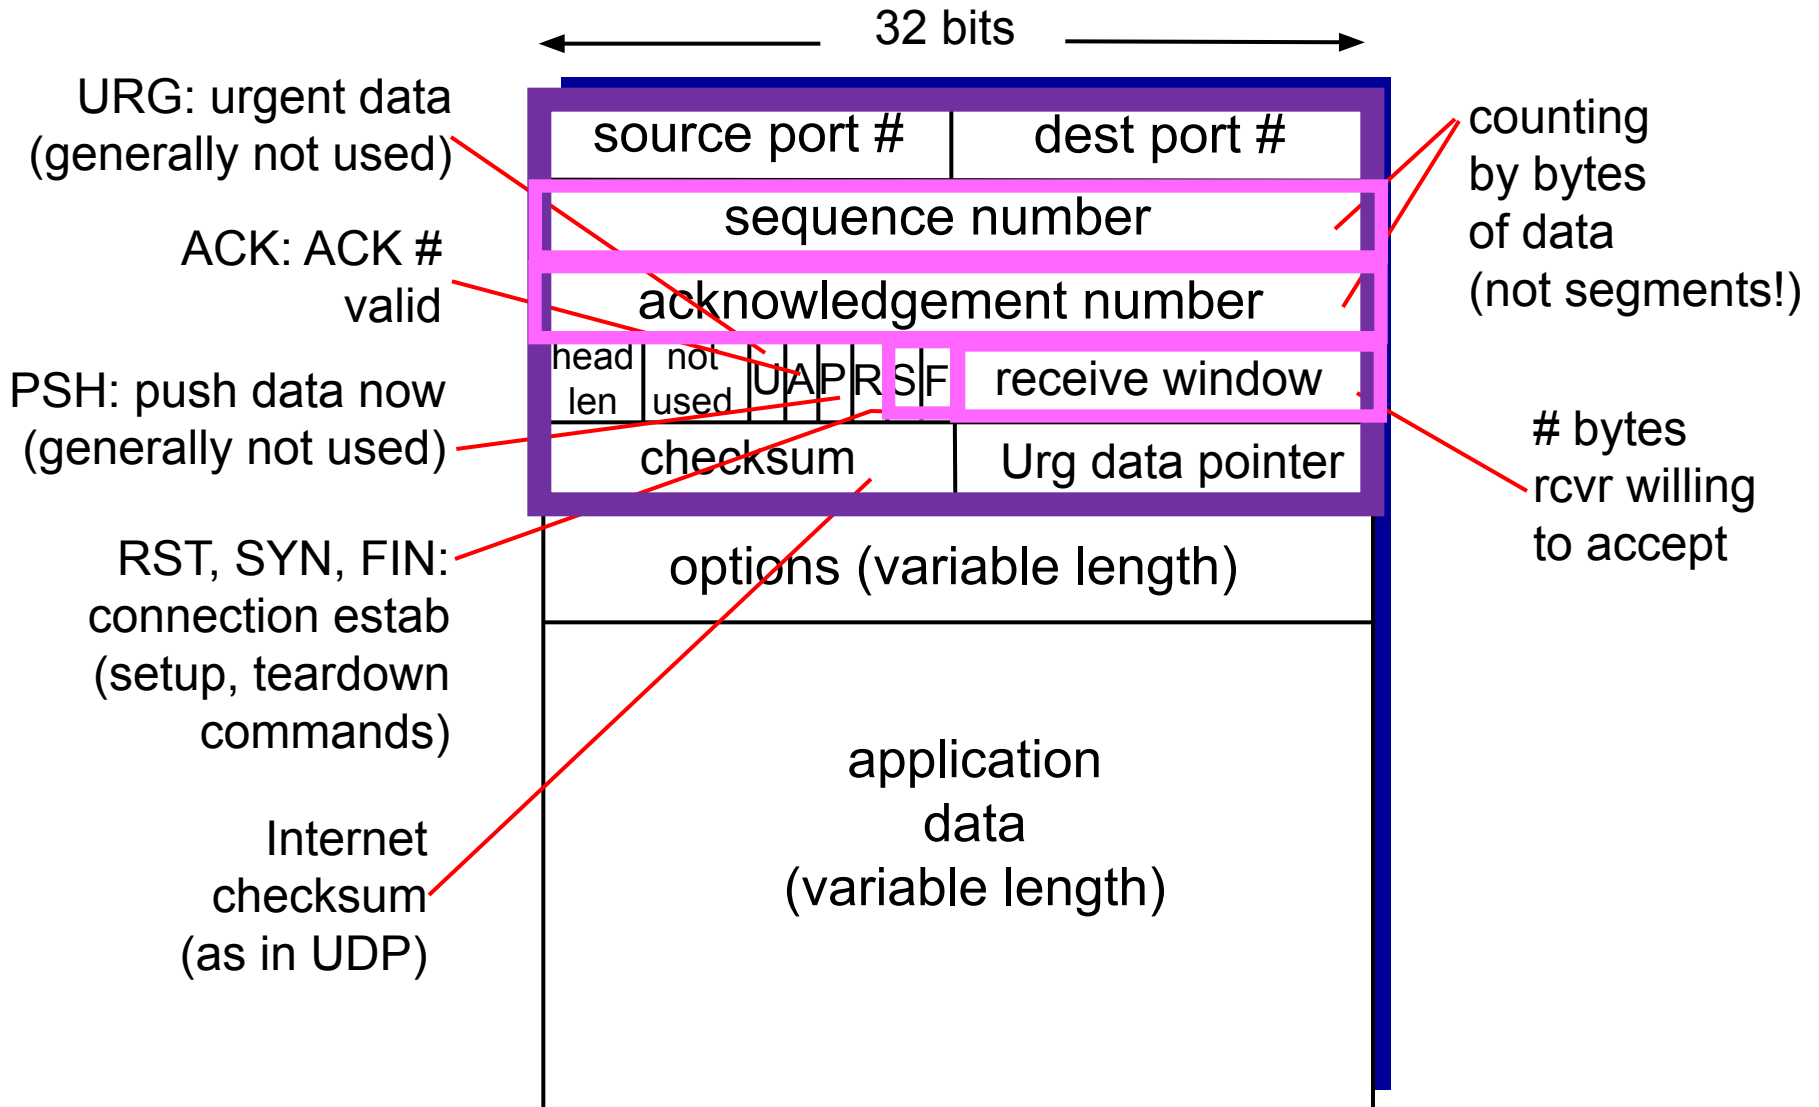 32 bits
URG: urgent data
(generally not used)
ACK: ACK #
valid
PSH: push data now
(generally not used)
RST, SYN, FIN:
connection estab
(setup, teardown
commands)
Internet
checksum
(as in UDP)
source port #
dest port #
sequence number
acknowledgement number
head
len
not
used
U
A
P
R
S
F
receive window
checksum
Urg data pointer
options (variable length)
application
data
(variable length)
counting
by bytes
of data
(not segments!)
# bytes
rcvr willing
to accept